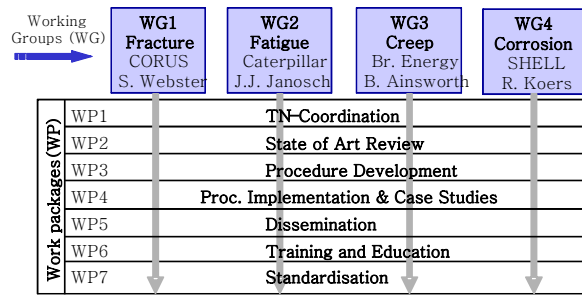 Working
Groups (WG)
WG1
Fracture
CORUS
S. Webster
WG2
Fatigue
Caterpillar
J.J. Janosch
WG3
Creep
Br. Energy
B. Ainsworth
WG4
Corrosion
SHELL
R. Koers
Work packages(WP)
WP1 TN-Coordination
WP2 State of Art Review
WP3 Procedure Development
WP4 Proc. Implementation & Case Studies
WP5 Dissemination
WP6 Training and Education
WP7 Standardisation